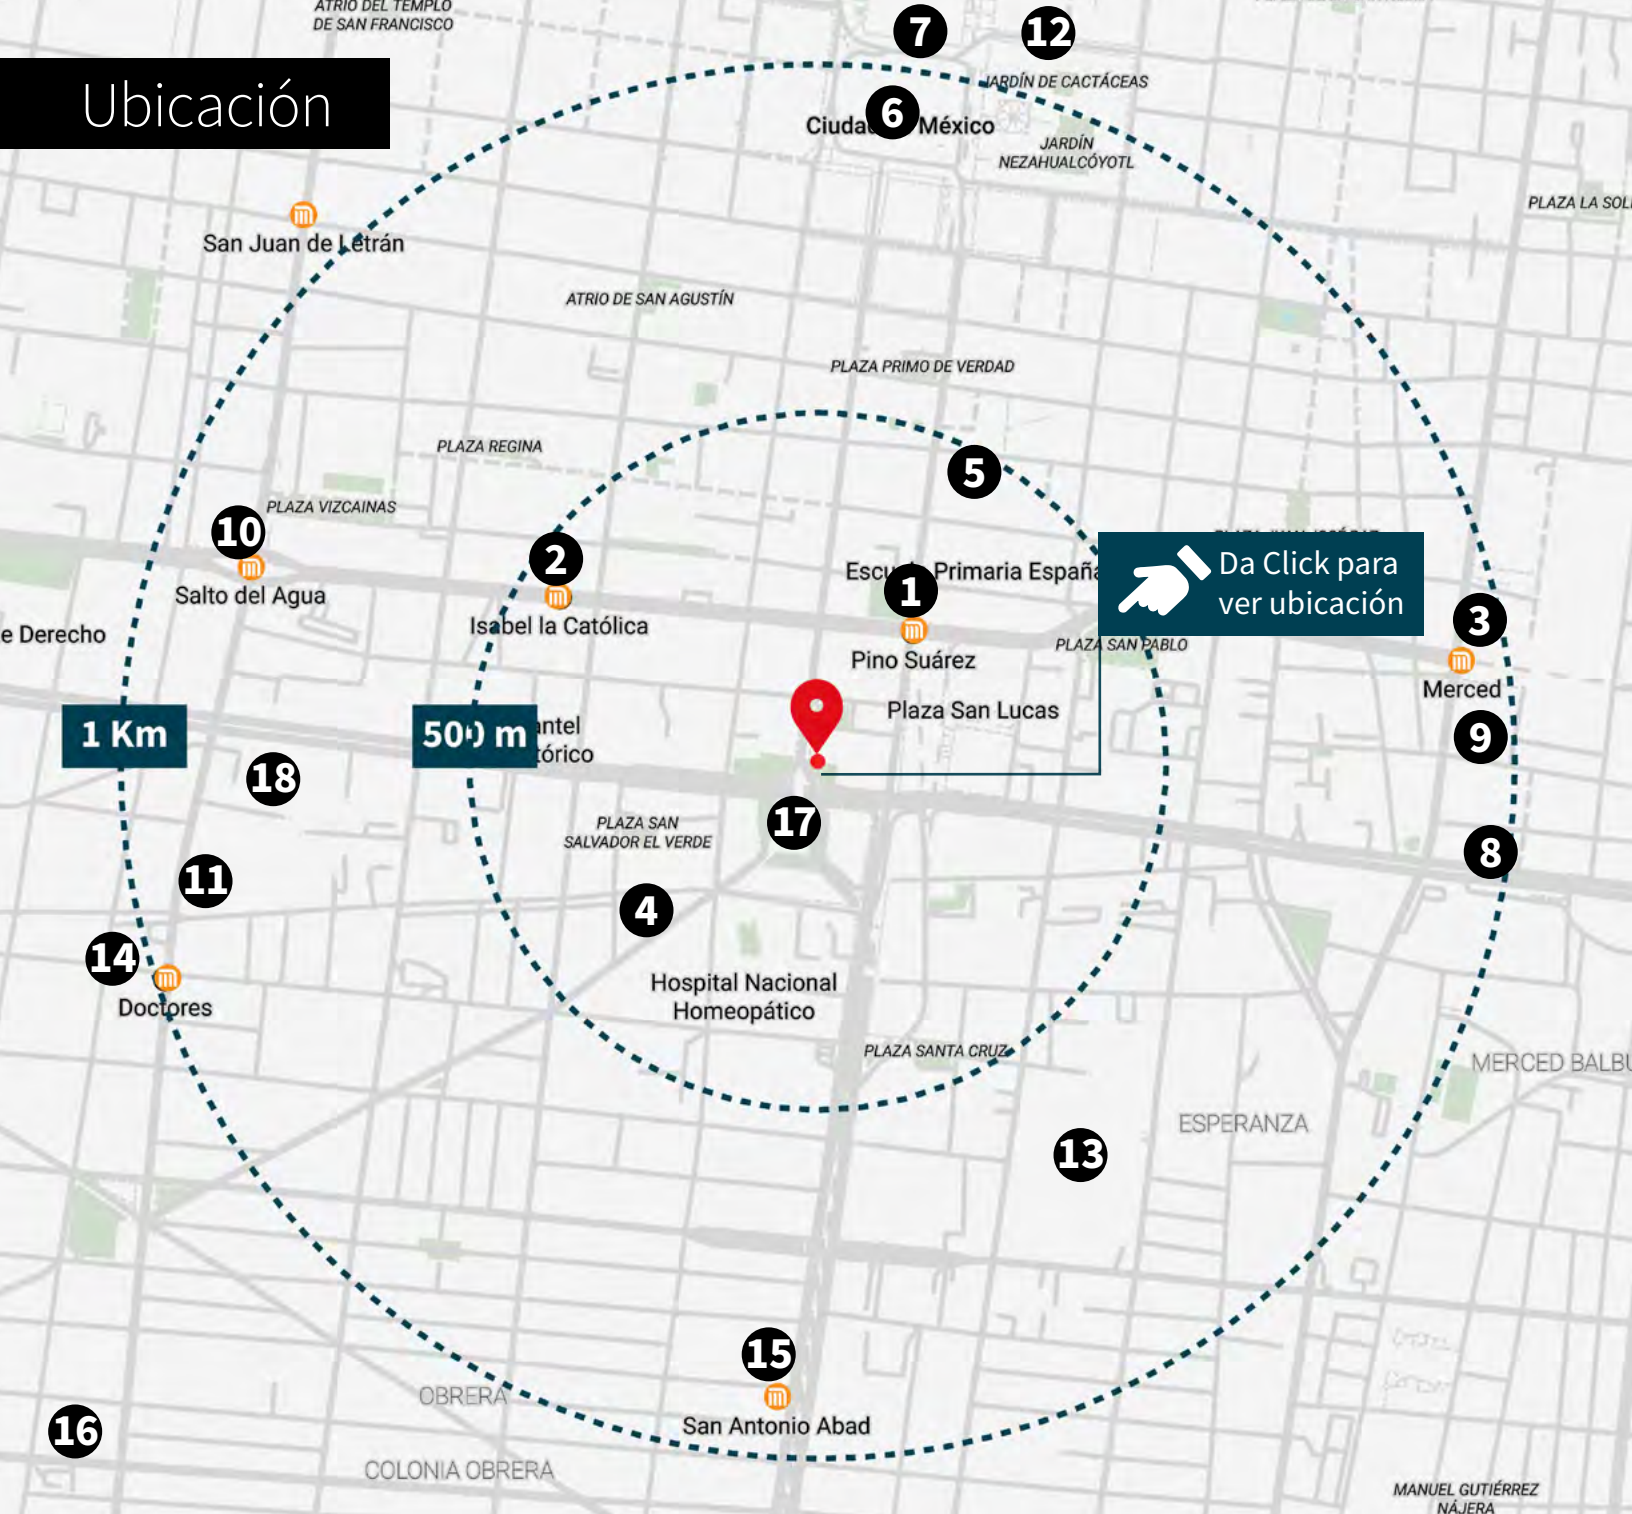 ATRIO DEL TEMPLO
DE SAN FRANCISCO
7
12
Ubicación
JARDÍN DE CACTÁCEAS
6
Ciuda México
JARDÍN
NEZAHUALCÓYOTL
PLAZA LA SOL
San Juan de Letrán
ATRIO DE SAN AGUSTÍN
PLAZA PRIMO DE VERDAD
PLAZA REGINA
5
PLAZA VIZCAINAS
10
2
Salto del Agua
Isabel la Católica
Escu Primaria España
1
Pino Suárez
Da Click para
ver ubicación
PLAZA SAN PABLO
3
Merced
e Derecho
Plaza San Lucas
1 Km
500 m
antel
tórico
9
18
17
PLAZA SAN
SALVADOR EL VERDE
8
11
4
14
Doctores
Hospital Nacional
Homeopático
PLAZA SANTA CRUZ
MERCED BALBU
ESPERANZA
13
15
San Antonio Abad
OBRERA
16
COLONIA OBRERA
MANUEL GUTIÉRREZ
NÁJERA